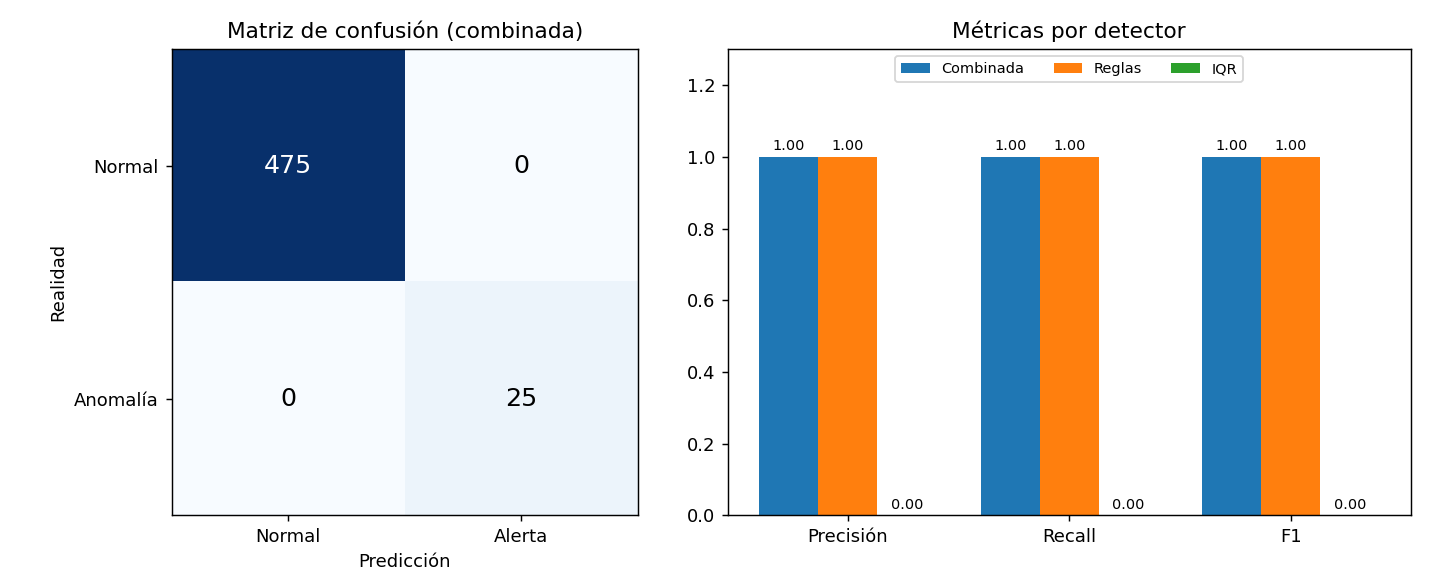 Matriz de confusión (combinada)
Normal
Anomalía
Realidad
475
0
0
25
Normal
Alerta
Predicción
Métricas por detector
Combinada
Reglas
IQR
1.2
1.0
0.8
0.6
0.4
0.2
0.0
1.00
1.00
0.00
1.00
1.00
0.00
1.00
1.00
0.00
Precisión
Recall
F1